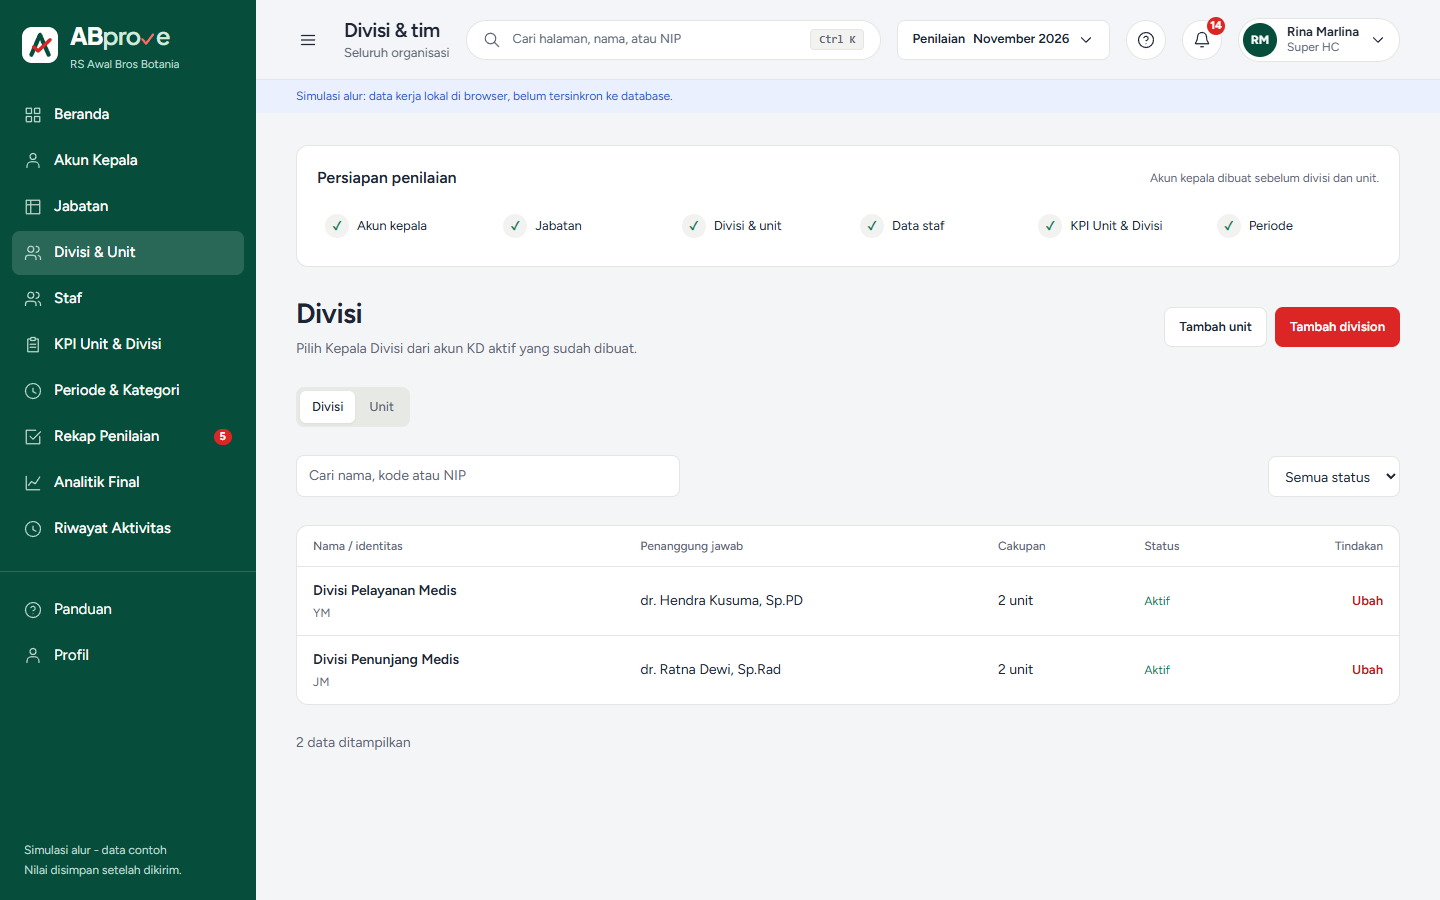 ABprove
RS Awal Bros Botania
Beranda
Akun Kepala
Jabatan
Divisi & Unit
Staf
KPI Unit & Divisi
Periode & Kategori
Rekap Penilaian
5
Analitik Final
Riwayat Aktivitas
Panduan
Profil
Simulasi alur - data contoh
Nilai disimpan setelah dikirim.
Divisi & tim
Seluruh organisasi
Cari halaman, nama, atau NIP
Ctrl K
Penilaian November 2026
14
RM
Rina Marlina
Super HC
Simulasi alur: data kerja lokal di browser, belum tersinkron ke database.
Persiapan penilaian
Akun kepala dibuat sebelum divisi dan unit.
✓ Akun kepala
✓ Jabatan
✓ Divisi & unit
✓ Data staf
✓ KPI Unit & Divisi
✓ Periode
Divisi
Pilih Kepala Divisi dari akun KD aktif yang sudah dibuat.
Tambah unit
Tambah division
Divisi
Unit
Cari nama, kode atau NIP
Semua status
Nama / identitas
Penanggung jawab
Cakupan
Status
Tindakan
Divisi Pelayanan Medis
YM
dr. Hendra Kusuma, Sp.PD
2 unit
Aktif
Ubah
Divisi Penunjang Medis
JM
dr. Ratna Dewi, Sp.Rad
2 unit
Aktif
Ubah
2 data ditampilkan